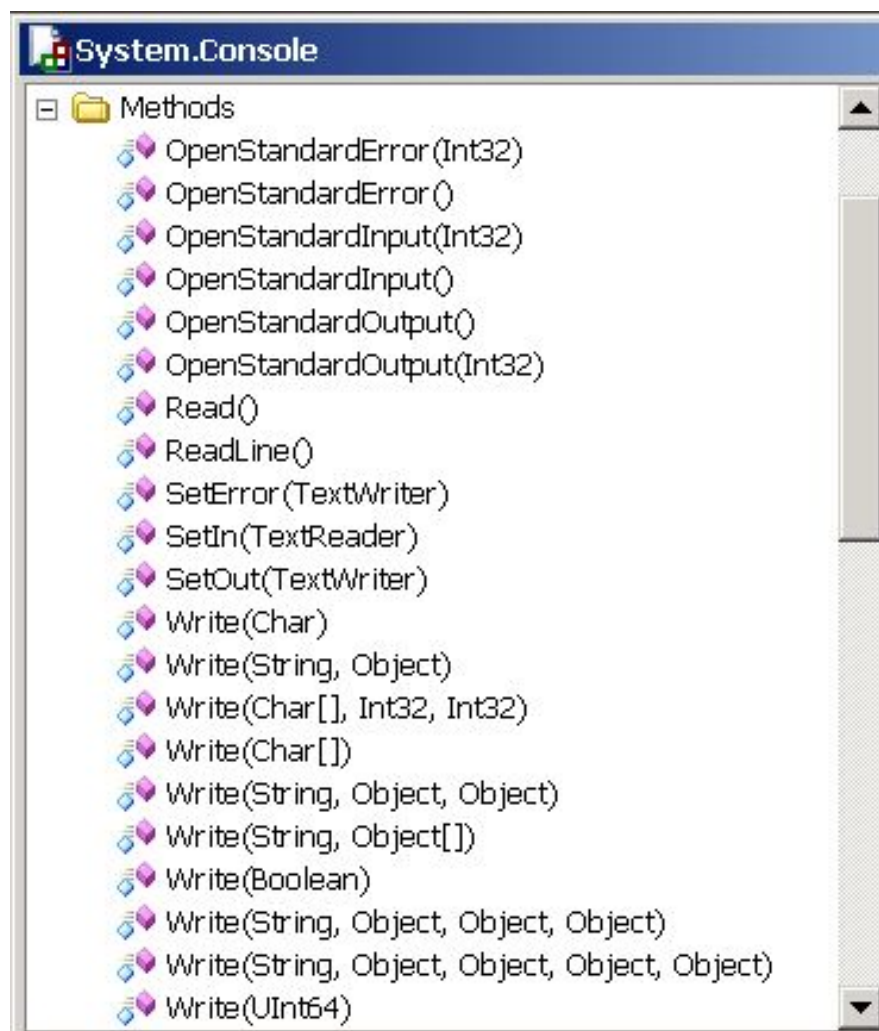 System.Console
Methods
OpenStandardError(Int32)
OpenStandardError()
OpenStandardInput(Int32)
OpenStandardInput()
OpenStandardOutput()
OpenStandardOutput(Int32)
Read()
ReadLine()
SetError(TextWriter)
SetIn(TextReader)
SetOut(TextWriter)
Write(Char)
Write(String, Object)
Write(Char[], Int32, Int32)
Write(Char[])
Write(String, Object, Object)
Write(String, Object[])
Write(Boolean)
Write(String, Object, Object, Object)
Write(String, Object, Object, Object, Object)
Write(UInt64)